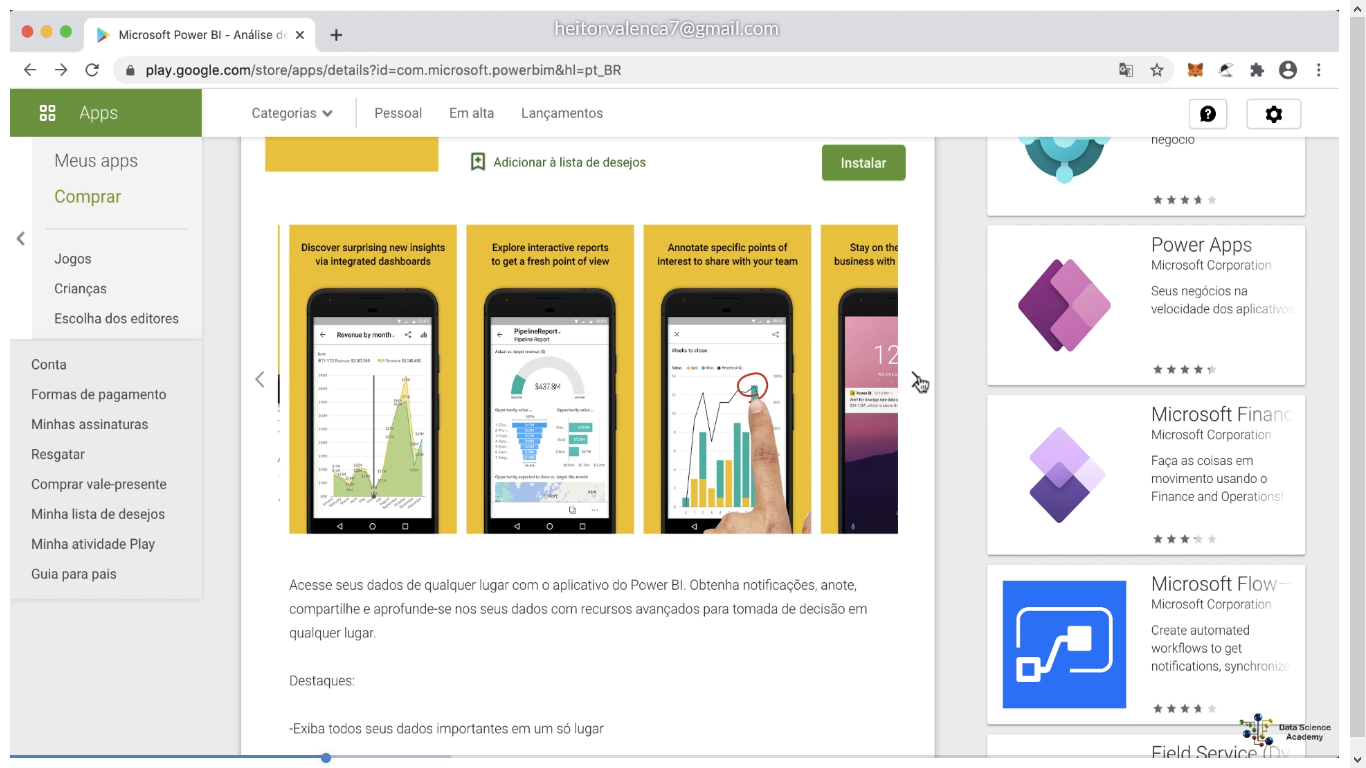 Microsoft Power BI - Análise de
heitorvalenca7@gmail.com
play.google.com/store/apps/details?id=com.microsoft.powerbim&hl=pt_BR
Apps
Categorias
Pessoal
Em alta
Lançamentos
Meus apps
Comprar
Jogos
Crianças
Escolha dos editores
Conta
Formas de pagamento
Minhas assinaturas
Resgatar
Comprar vale-presente
Minha lista de desejos
Minha atividade Play
Guia para pais
Adicionar à lista de desejos
Instalar
Discover surprising new insights
via integrated dashboards
Revenue by month
Explore interactive reports
to get a fresh point of view
PipelineReport
Pipeline Report
$437.8M
Annotate specific points of
interest to share with your team
Weeks to close
Stay on the
business with
12
Acesse seus dados de qualquer lugar com o aplicativo do Power BI. Obtenha notificações, anote,
compartilhe e aprofunde-se nos seus dados com recursos avançados para tomada de decisão em
qualquer lugar.
Destaques:
-Exiba todos seus dados importantes em um só lugar
negócio
Power Apps
Microsoft Corporation
Seus negócios na
velocidade dos aplicativos
Microsoft Financ
Microsoft Corporation
Faça as coisas em
movimento usando o
Finance and Operations!
Microsoft Flow—
Microsoft Corporation
Create automated
workflows to get
notifications, synchronize
Field Service (Dy
Data Science
Academy